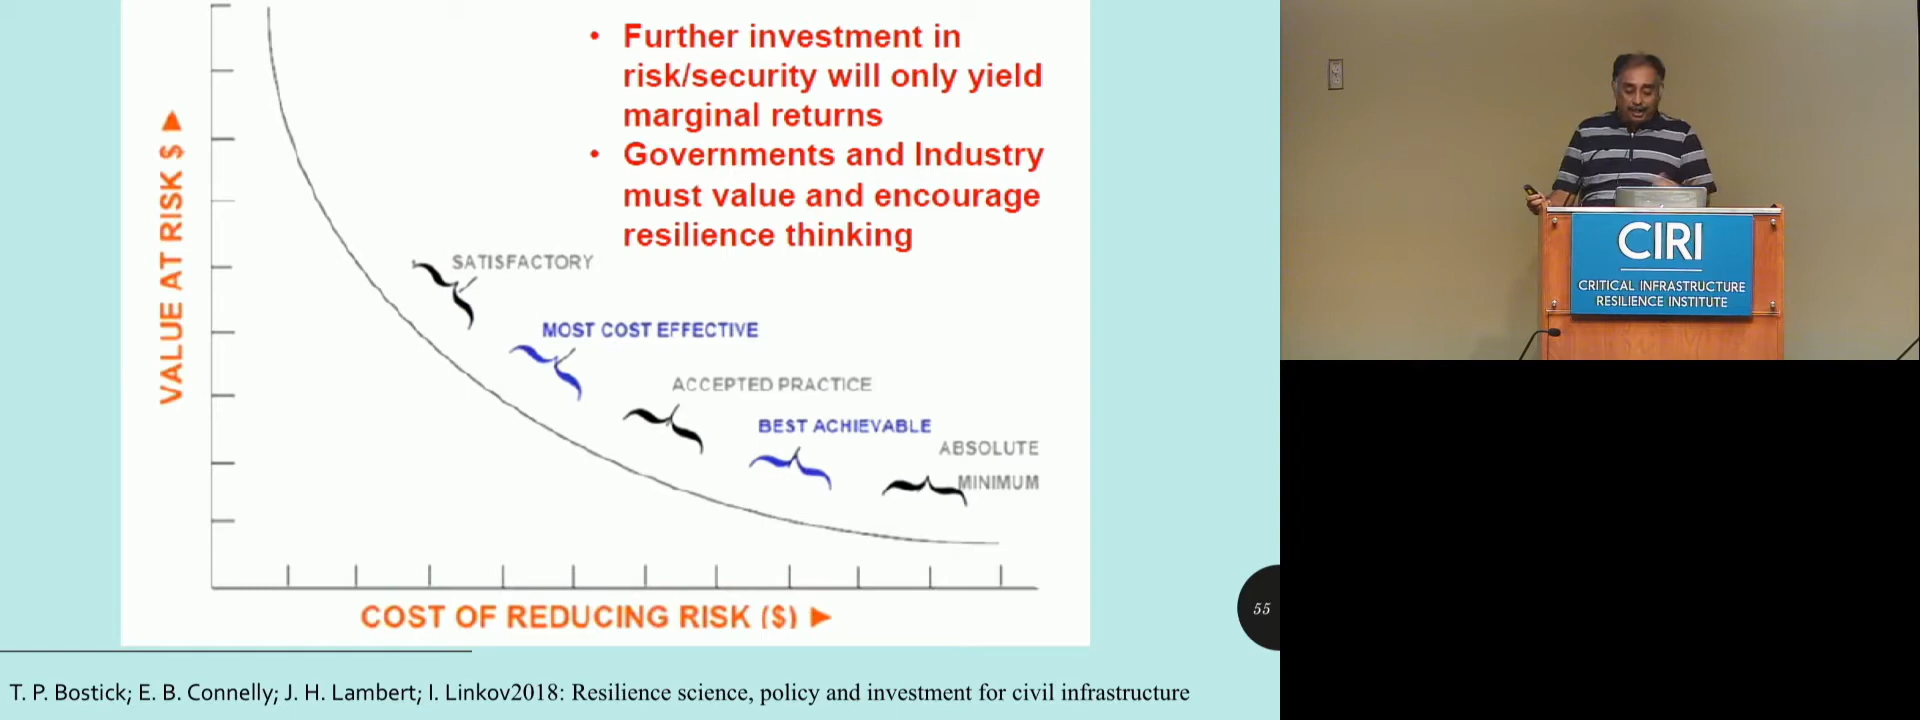 • Further investment in
risk/security will only yield
marginal returns
• Governments and Industry
must value and encourage
resilience thinking
VALUE AT RISK $ ▶
SATISFACTORY
MOST COST EFFECTIVE
ACCEPTED PRACTICE
BEST ACHIEVABLE
ABSOLUTE
MINIMUM
COST OF REDUCING RISK ($) ▶
55
T. P. Bostick; E. B. Connelly; J. H. Lambert; I. Linkov2018: Resilience science, policy and investment for civil infrastructure
CIRI
CRITICAL INFRASTRUCTURE
RESILIENCE INSTITUTE